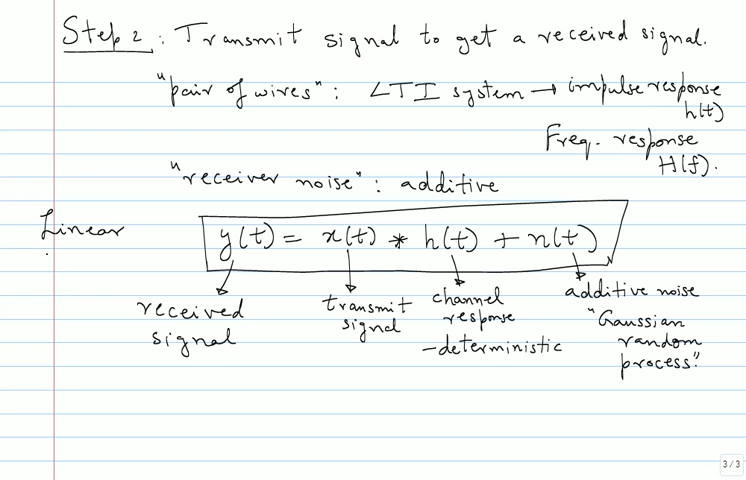 Step 2 : Transmit signal to get a received signal.
"pair of wires" : LTI system → impulse response
h(t)
Freq. response
H(f).
"receiver noise" : additive
Linear
y(t) = x(t) * h(t) + n(t)
received
signal
transmit
signal
channel
response
- deterministic
additive noise
"Gaussian
random
process"
3/3